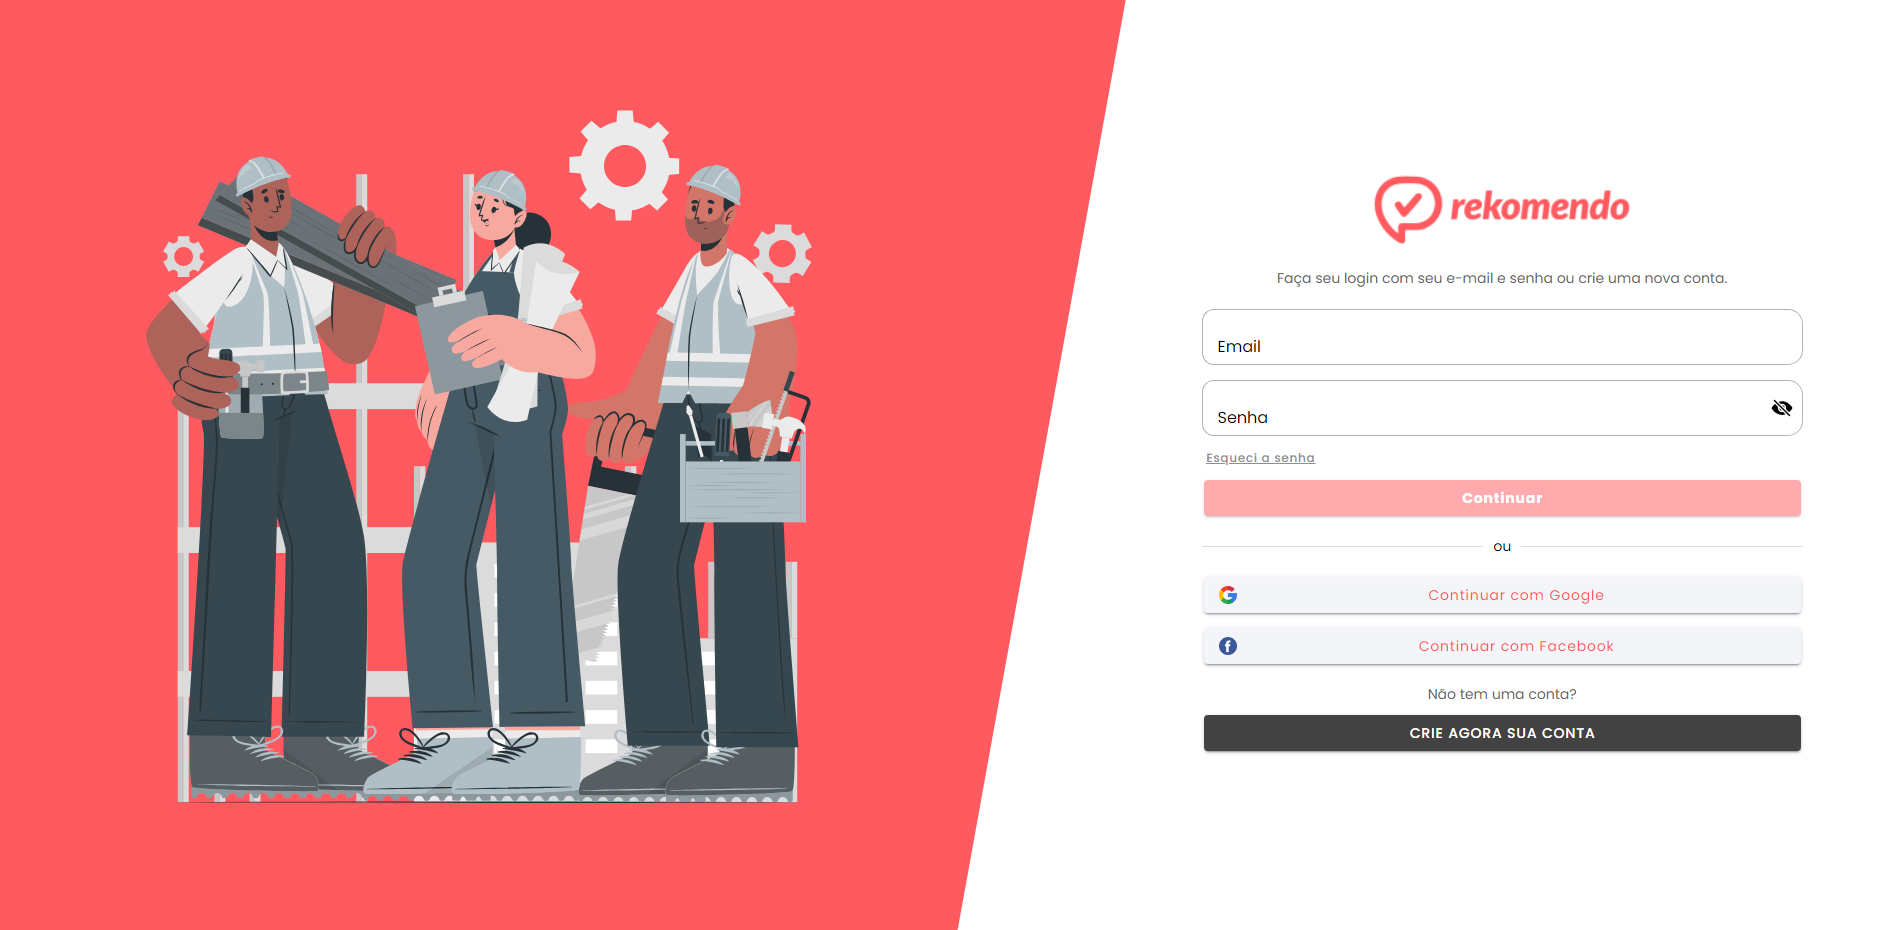 rekomendo
Faça seu login com seu e-mail e senha ou crie uma nova conta.
Email
Senha
Esqueci a senha
Continuar
ou
Continuar com Google
Continuar com Facebook
Não tem uma conta?
CRIE AGORA SUA CONTA